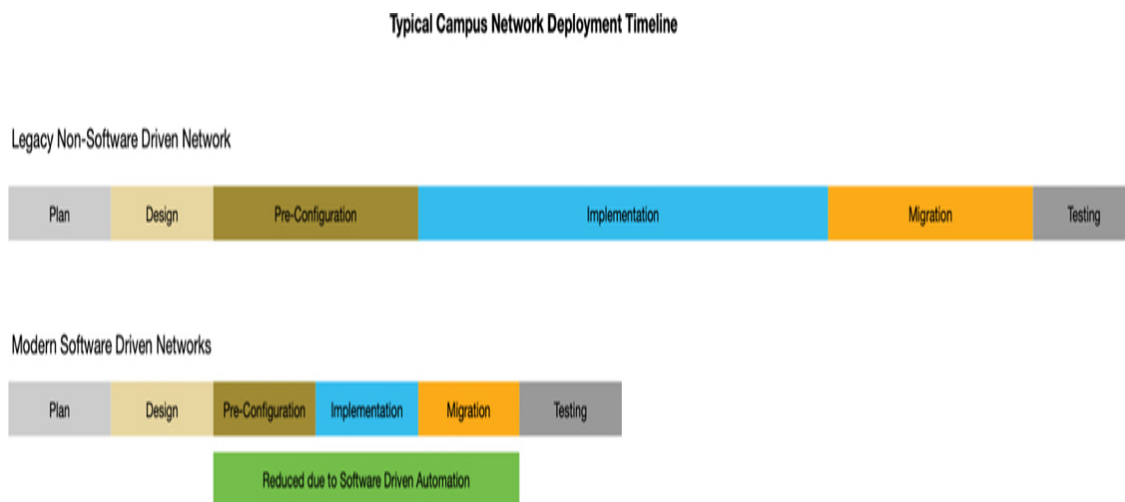 Typical Campus Network Deployment Timeline
Legacy Non-Software Driven Network
Plan Design Pre-Configuration Implementation Migration Testing
Modern Software Driven Networks
Plan Design Pre-Configuration Implementation Migration Testing
Reduced due to Software Driven Automation